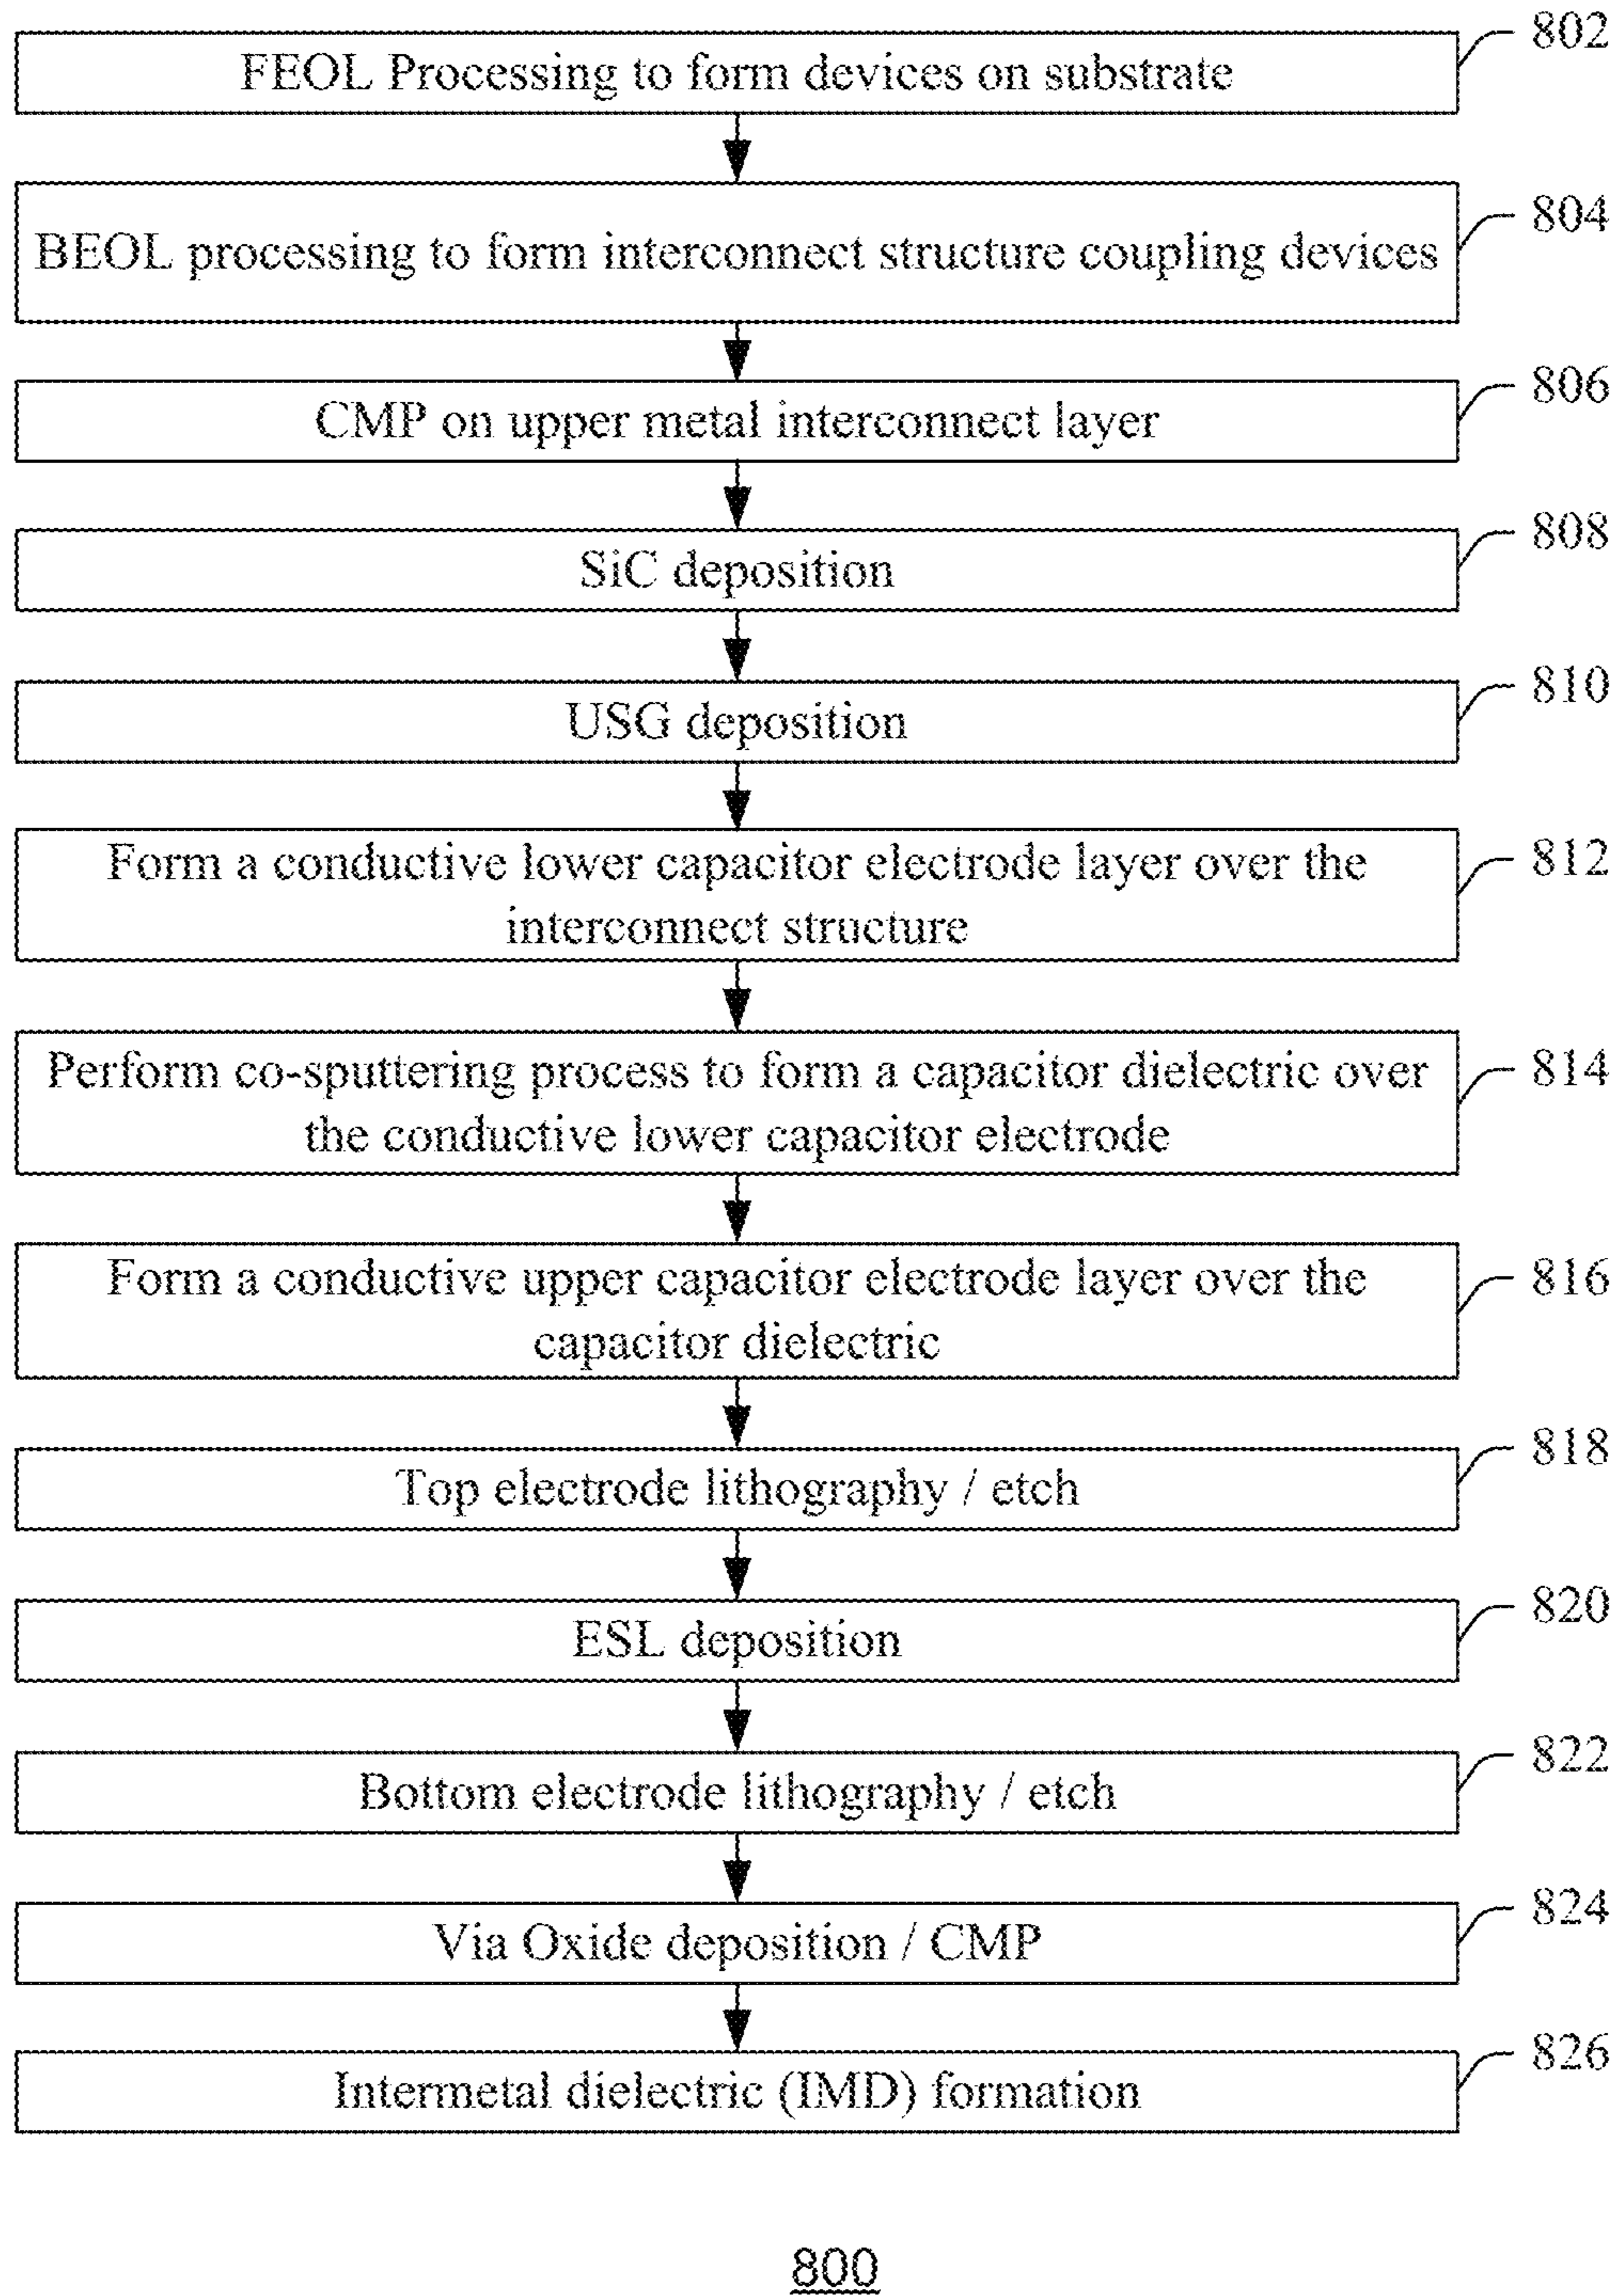 802
FEOL Processing to form devices on substrate
804
BEOL processing to form interconnect structure coupling devices
806
CMP on upper metal interconnect layer
808
SiC deposition
810
USG deposition
812
Form a conductive lower capacitor electrode layer over the
interconnect structure
814
Perform co-sputtering process to form a capacitor dielectric over
the conductive lower capacitor electrode
816
Form a conductive upper capacitor electrode layer over the
capacitor dielectric
818
Top electrode lithography / etch
820
ESL deposition
822
Bottom electrode lithography / etch
824
Via Oxide deposition / CMP
826
Intermetal dielectric (IMD) formation
800